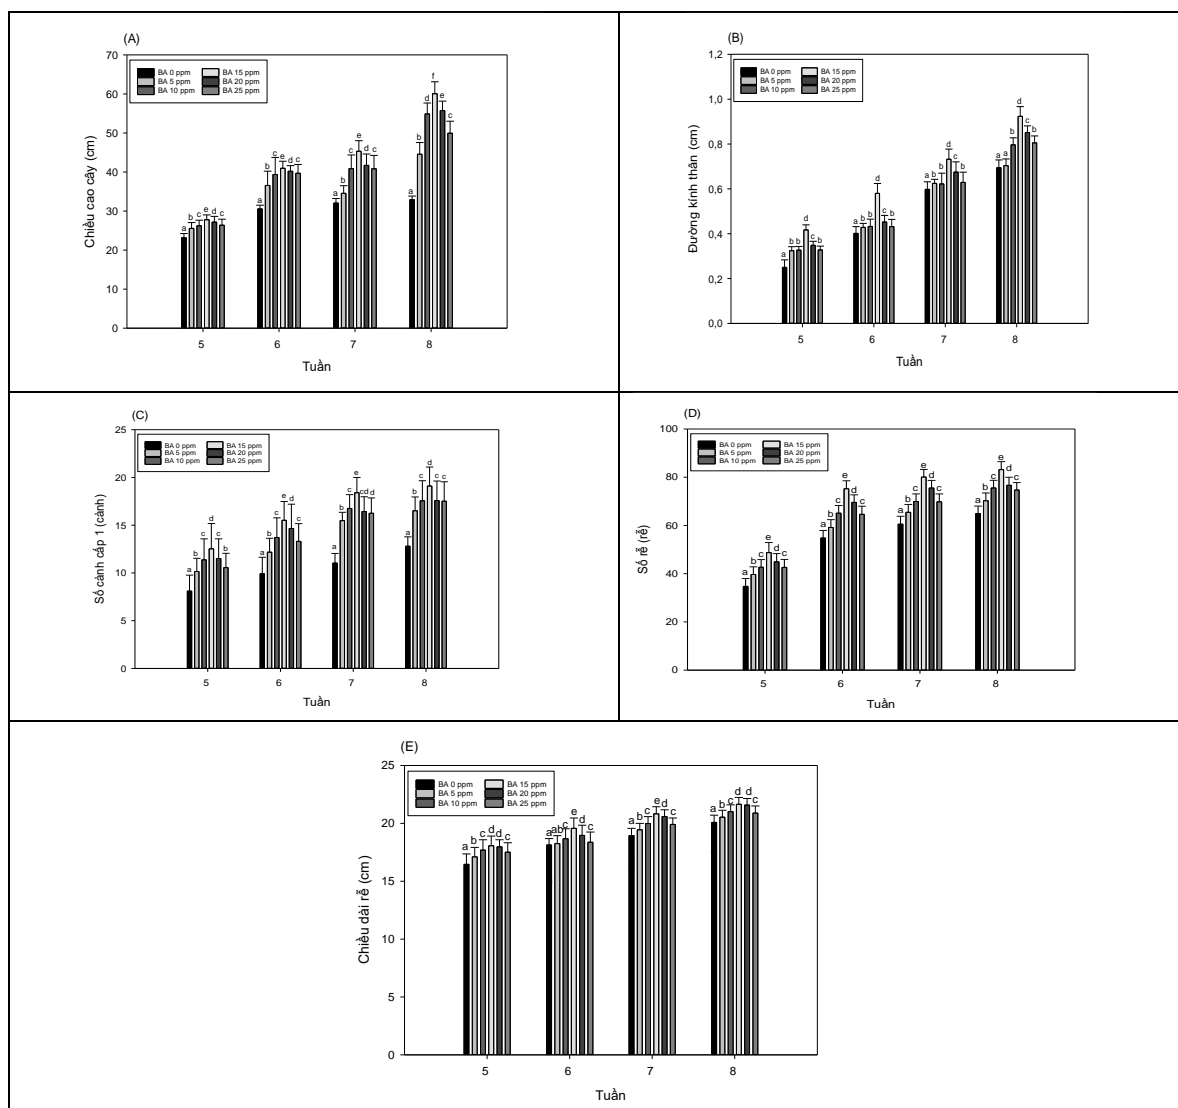 (A)
70
60
50
40
30
20
10
0
Chiều cao cây (cm)
BA 0 ppm BA 15 ppm
BA 5 ppm BA 20 ppm
BA 10 ppm BA 25 ppm
a b c e d c
a b c e d c
a b c e d c
a b d f e c
5 6 7 8
Tuần
(B)
1,2
1,0
0,8
0,6
0,4
0,2
0,0
Đường kính thân (cm)
BA 0 ppm BA 15 ppm
BA 5 ppm BA 20 ppm
BA 10 ppm BA 25 ppm
a b b d c b
a b b d c b
a b b d c b
a a b d c b
5 6 7 8
Tuần
(C)
25
20
15
10
5
0
Số cành cấp 1 (cành)
BA 0 ppm BA 15 ppm
BA 5 ppm BA 20 ppm
BA 10 ppm BA 25 ppm
a b c d c b
a b c e d c
a b c e cd d
a b c d c c
5 6 7 8
Tuần
(D)
100
80
60
40
20
0
Số rễ (rễ)
BA 0 ppm BA 15 ppm
BA 5 ppm BA 20 ppm
BA 10 ppm BA 25 ppm
a b c e d c
a b c e d c
a b c e d c
a b c e d c
5 6 7 8
Tuần
(E)
25
20
15
10
5
0
Chiều dài rễ (cm)
BA 0 ppm BA 15 ppm
BA 5 ppm BA 20 ppm
BA 10 ppm BA 25 ppm
a b c d d c
a ab c e d c
a b c e d c
a b c d d c
5 6 7 8
Tuần